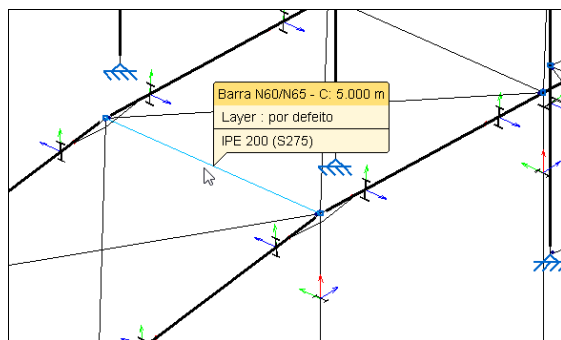 Barra N60/N65 - C: 5.000 m
Layer : por defeito
IPE 200 (S275)